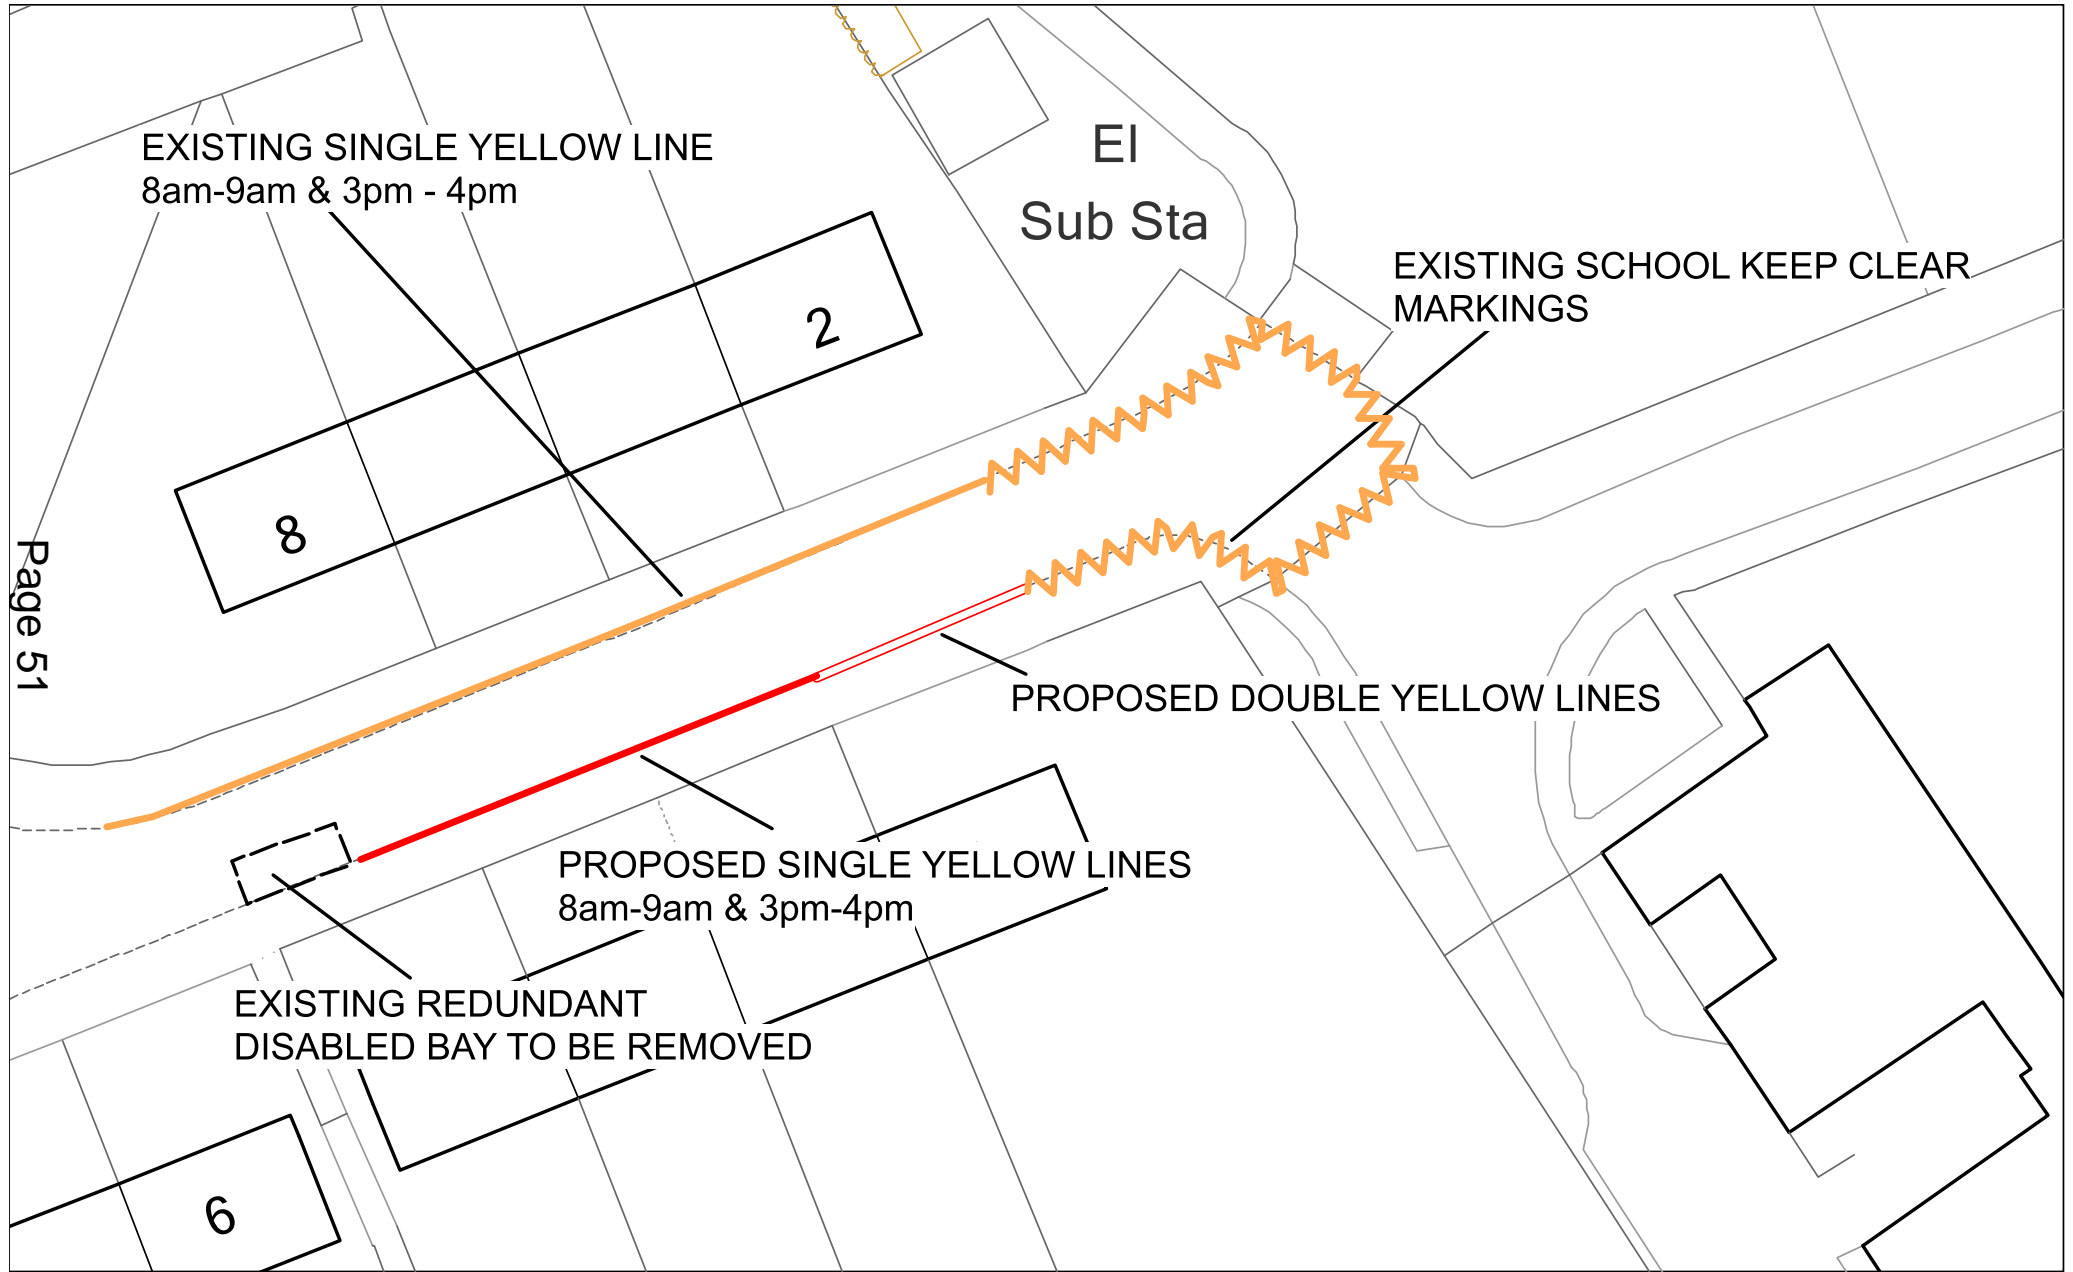 EXISTING SINGLE YELLOW LINE
8am-9am & 3pm - 4pm
El
Sub Sta
EXISTING SCHOOL KEEP CLEAR
MARKINGS
2
8
Page 51
PROPOSED DOUBLE YELLOW LINES
PROPOSED SINGLE YELLOW LINES
8am-9am & 3pm-4pm
EXISTING REDUNDANT
DISABLED BAY TO BE REMOVED
6